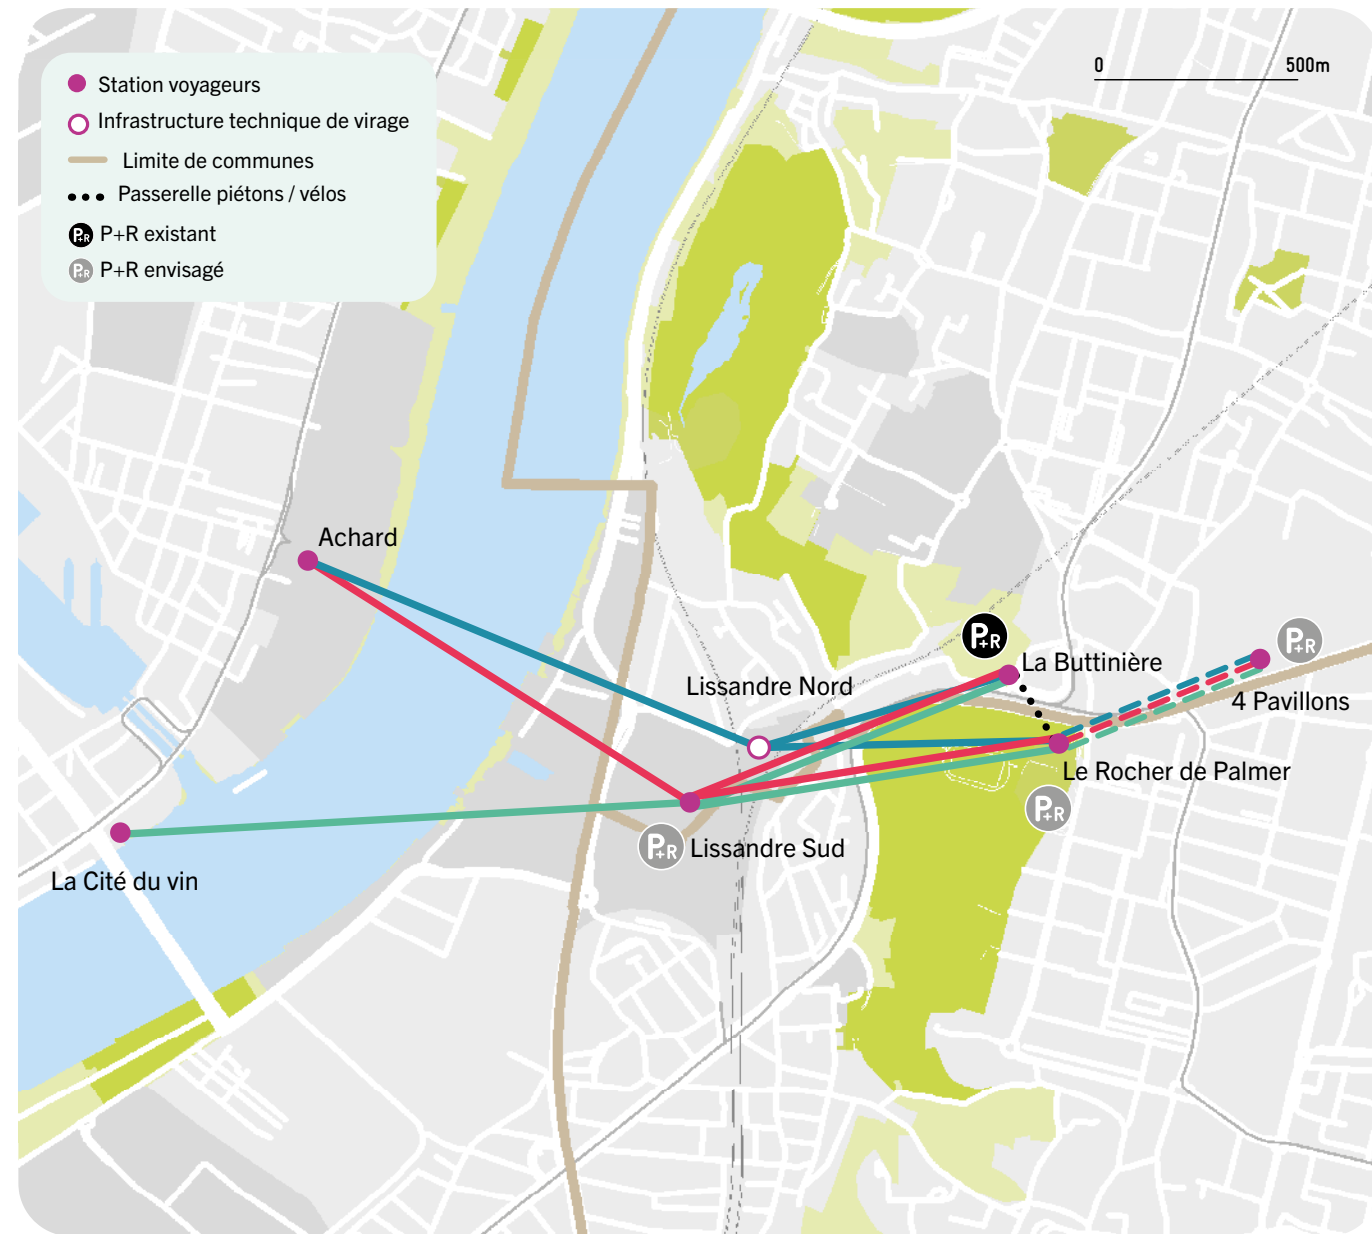 0 500m
Station voyageurs
Infrastructure technique de virage
Limite de communes
Passerelle piétons / vélos
P+R P+R existant
P+R P+R envisagé
Achard
P+R
P+R
La Buttinière
Lissandre Nord
4 Pavillons
Le Rocher de Palmer
P+R
P+R Lissandre Sud
La Cité du vin